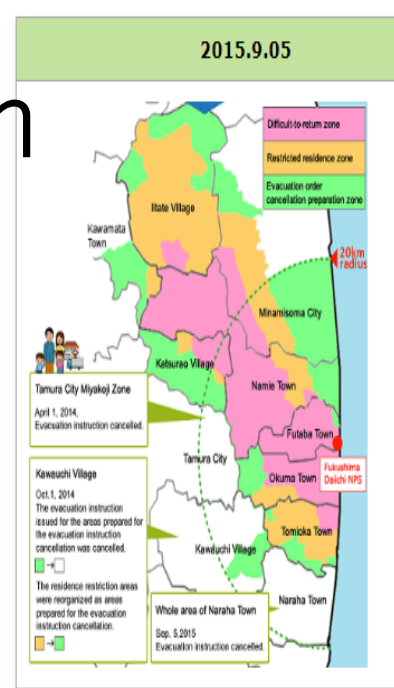 2015.9.05
n
Difficult-to-return zone
Restricted residence zone
Evacuation order
cancellation preparation zone
Iitate Village
Kawamata
Town
20km
radius
Minamisoma City
Katsurao Village
Namie Town
Tamura City Miyakoji Zone
April 1, 2014,
Evacuation instruction cancelled.
Futaba Town
Tamura City
Okuma Town
Fukushima
Daiichi NPS
Kawauchi Village
Oct.1, 2014
The evacuation instruction
issued for the areas prepared for
the evacuation instruction
cancellation was cancelled.
→
The residence restriction areas
were reorganized as areas
prepared for the evacuation
instruction cancellation.
→
Tomioka Town
Kawauchi Village
Naraha Town
Whole area of Naraha Town
Sep. 5,2015
Evacuation instruction cancelled.